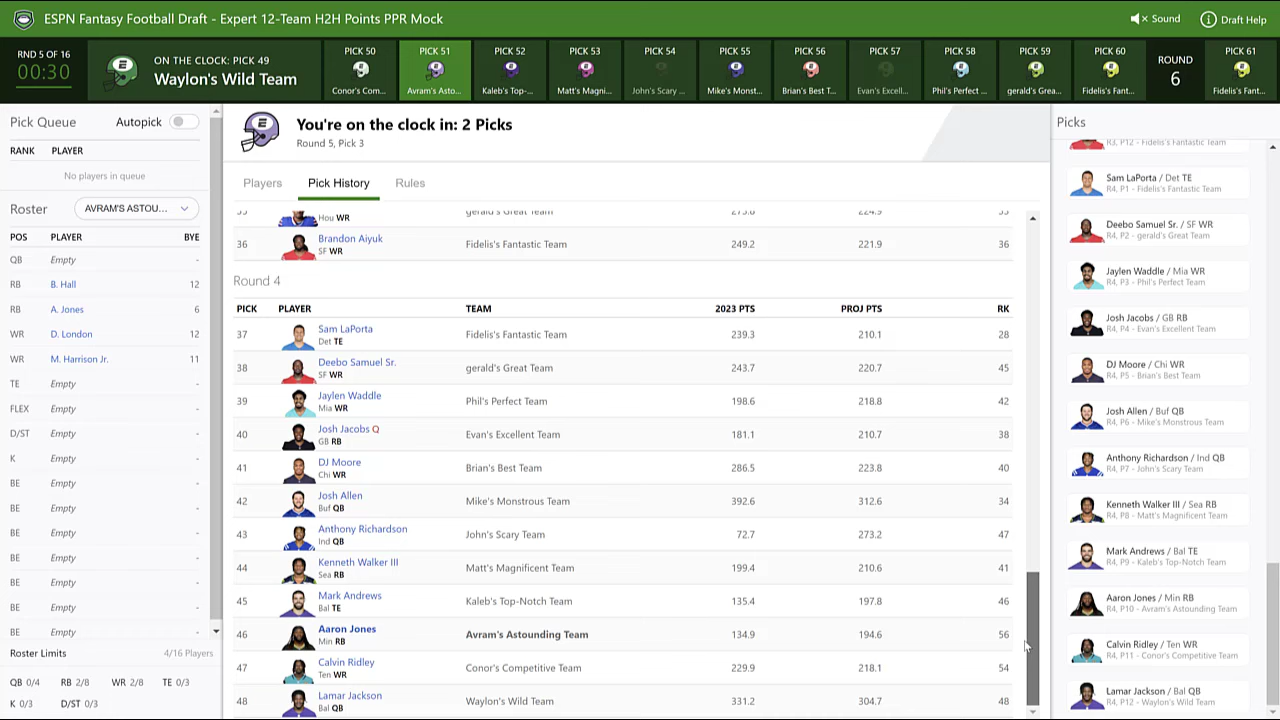 ESPN Fantasy Football Draft - Expert 12-Team H2H Points PPR Mock
Sound
Draft Help
RND 5 OF 16
00:30
ON THE CLOCK: PICK 49
Waylon's Wild Team
PICK 50
Conor's Com...
PICK 51
Avram's Asto...
PICK 52
Kaleb's Top-...
PICK 53
Matt's Magni...
PICK 54
John's Scary ...
PICK 55
Mike's Monst...
PICK 56
Brian's Best T...
PICK 57
Evan's Excell...
PICK 58
Phil's Perfect ...
PICK 59
gerald's Grea...
PICK 60
Fidelis's Fant...
ROUND
6
PICK 61
Fidelis's Fant...
Pick Queue
Autopick
RANK PLAYER
No players in queue
Roster
AVRAM'S ASTOU...
POS PLAYER BYE
QB Empty -
RB B. Hall 12
RB A. Jones 6
WR D. London 12
WR M. Harrison Jr. 11
TE Empty -
FLEX Empty -
D/ST Empty -
K Empty -
BE Empty -
BE Empty -
BE Empty -
BE Empty -
BE Empty -
BE Empty -
BE Empty -
Roster Limits 4/16 Players
QB 0/4 RB 2/8 WR 2/8 TE 0/3
K 0/3 D/ST 0/3
You're on the clock in: 2 Picks
Round 5, Pick 3
Players Pick History Rules
35 Hou WR gerald's Great Team 273.8 224.9 33
36 Brandon Aiyuk Fidelis's Fantastic Team 249.2 221.9 36
SF WR
Round 4
PICK PLAYER TEAM 2023 PTS PROJ PTS RK
37 Sam LaPorta Fidelis's Fantastic Team 239.3 210.1 28
Det TE
38 Deebo Samuel Sr. gerald's Great Team 243.7 220.7 45
SF WR
39 Jaylen Waddle Phil's Perfect Team 198.6 218.8 42
Mia WR
40 Josh Jacobs Q Evan's Excellent Team 181.1 210.7 38
GB RB
41 DJ Moore Brian's Best Team 286.5 223.8 40
Chi WR
42 Josh Allen Mike's Monstrous Team 392.6 312.6 34
Buf QB
43 Anthony Richardson John's Scary Team 72.7 273.2 47
Ind QB
44 Kenneth Walker III Matt's Magnificent Team 199.4 210.6 41
Sea RB
45 Mark Andrews Kaleb's Top-Notch Team 135.4 197.8 46
Bal TE
46 Aaron Jones Avram's Astounding Team 134.9 194.6 56
Min RB
47 Calvin Ridley Conor's Competitive Team 229.9 218.1 54
Ten WR
48 Lamar Jackson Waylon's Wild Team 331.2 304.7 48
Bal QB
Picks
R3, P12 - Fidelis's Fantastic Team
Sam LaPorta / Det TE
R4, P1 - Fidelis's Fantastic Team
Deebo Samuel Sr. / SF WR
R4, P2 - gerald's Great Team
Jaylen Waddle / Mia WR
R4, P3 - Phil's Perfect Team
Josh Jacobs / GB RB
R4, P4 - Evan's Excellent Team
DJ Moore / Chi WR
R4, P5 - Brian's Best Team
Josh Allen / Buf QB
R4, P6 - Mike's Monstrous Team
Anthony Richardson / Ind QB
R4, P7 - John's Scary Team
Kenneth Walker III / Sea RB
R4, P8 - Matt's Magnificent Team
Mark Andrews / Bal TE
R4, P9 - Kaleb's Top-Notch Team
Aaron Jones / Min RB
R4, P10 - Avram's Astounding Team
Calvin Ridley / Ten WR
R4, P11 - Conor's Competitive Team
Lamar Jackson / Bal QB
R4, P12 - Waylon's Wild Team